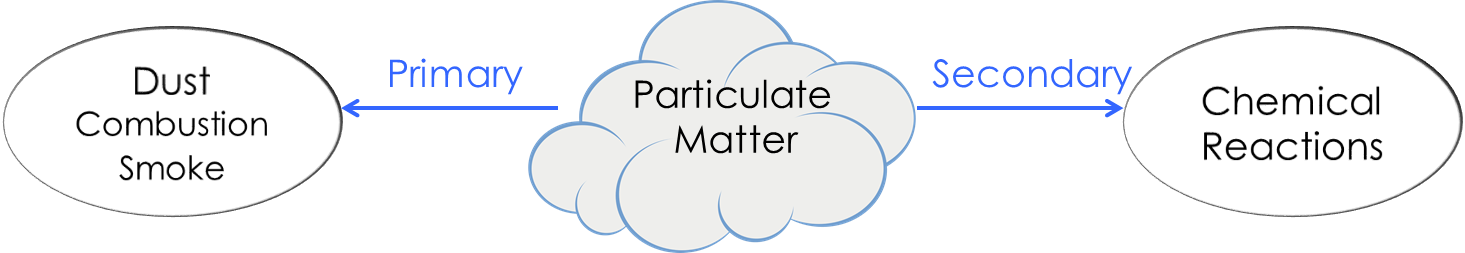 Dust
Combustion
Smoke
Primary
Particulate
Matter
Secondary
Chemical
Reactions